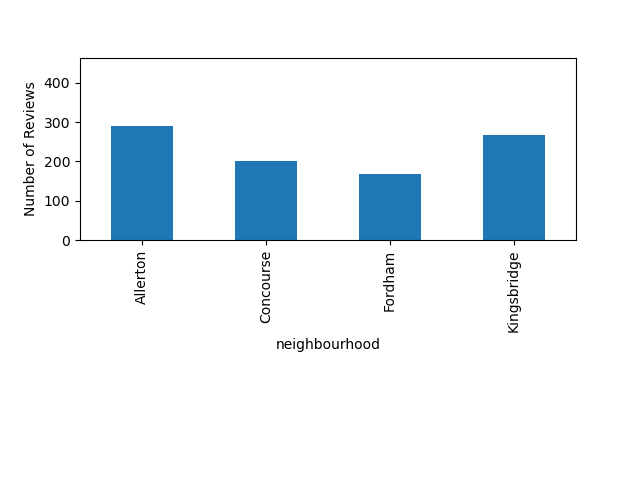 Number of Reviews
400
300
200
100
0
Allerton
Concourse
Fordham
Kingsbridge
neighbourhood